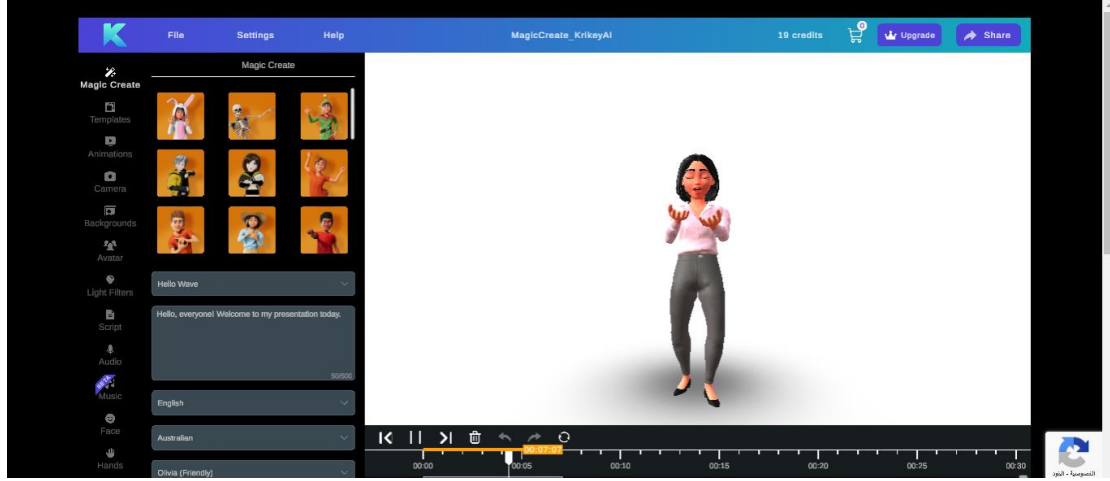 File Settings Help MagicCreate_KrikeyAI 19 credits 0 Upgrade Share
Magic Create
Templates
Animations
Camera
Backgrounds
Avatar
Light Filters
Script
Audio
BETA
Music
Face
Hands
Magic Create
Hello Wave
Hello, everyone! Welcome to my presentation today.
50/500
English
Australian
Olivia (Friendly)
00:07:07
00:00 00:05 00:10 00:15 00:20 00:25 00:30
الخصوصية - البنود